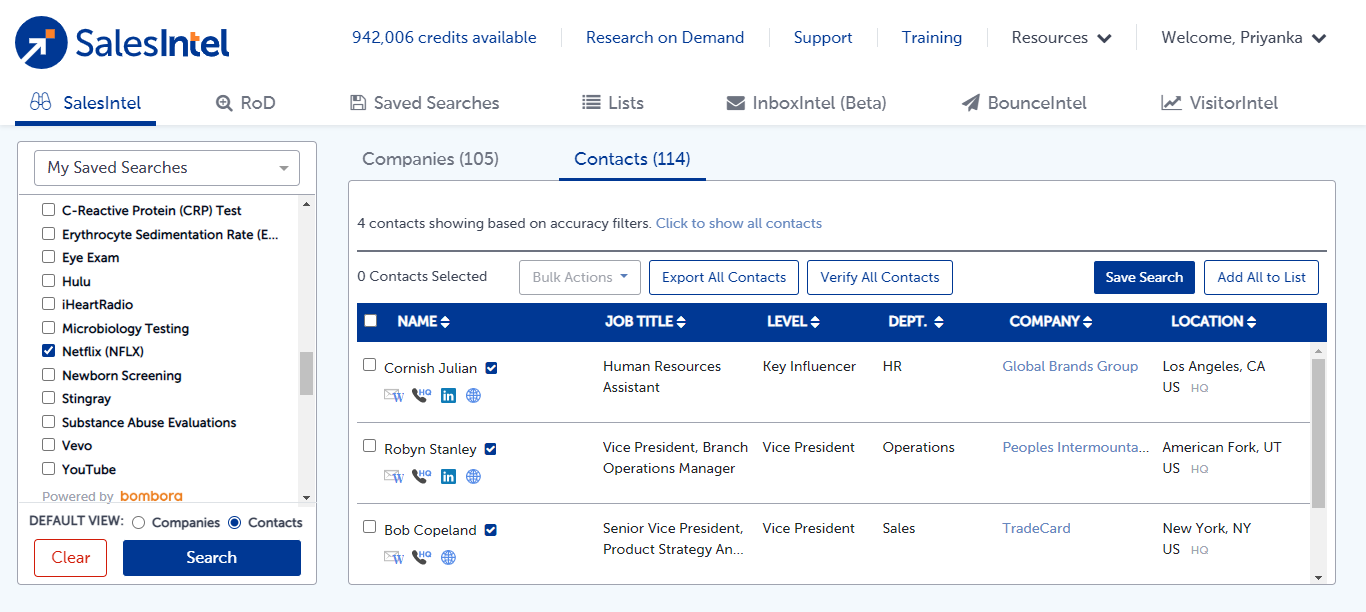 SalesIntel
942,006 credits available
Research on Demand
Support
Training
Resources
Welcome, Priyanka
SalesIntel
RoD
Saved Searches
Lists
InboxIntel (Beta)
BounceIntel
VisitorIntel
My Saved Searches
C-Reactive Protein (CRP) Test
Erythrocyte Sedimentation Rate (E...
Eye Exam
Hulu
iHeartRadio
Microbiology Testing
Netflix (NFLX)
Newborn Screening
Stingray
Substance Abuse Evaluations
Vevo
YouTube
Powered by bombora
DEFAULT VIEW: Companies Contacts
Clear
Search
Companies (105)
Contacts (114)
4 contacts showing based on accuracy filters. Click to show all contacts
0 Contacts Selected
Bulk Actions
Export All Contacts
Verify All Contacts
Save Search
Add All to List
NAME JOB TITLE LEVEL DEPT. COMPANY LOCATION
Cornish Julian
W HQ in
Human Resources
Assistant
Key Influencer
HR
Global Brands Group
Los Angeles, CA
US HQ
Robyn Stanley
W HQ in
Vice President, Branch
Operations Manager
Vice President
Operations
Peoples Intermounta...
American Fork, UT
US HQ
Bob Copeland
W HQ
Senior Vice President,
Product Strategy An...
Vice President
Sales
TradeCard
New York, NY
US HQ